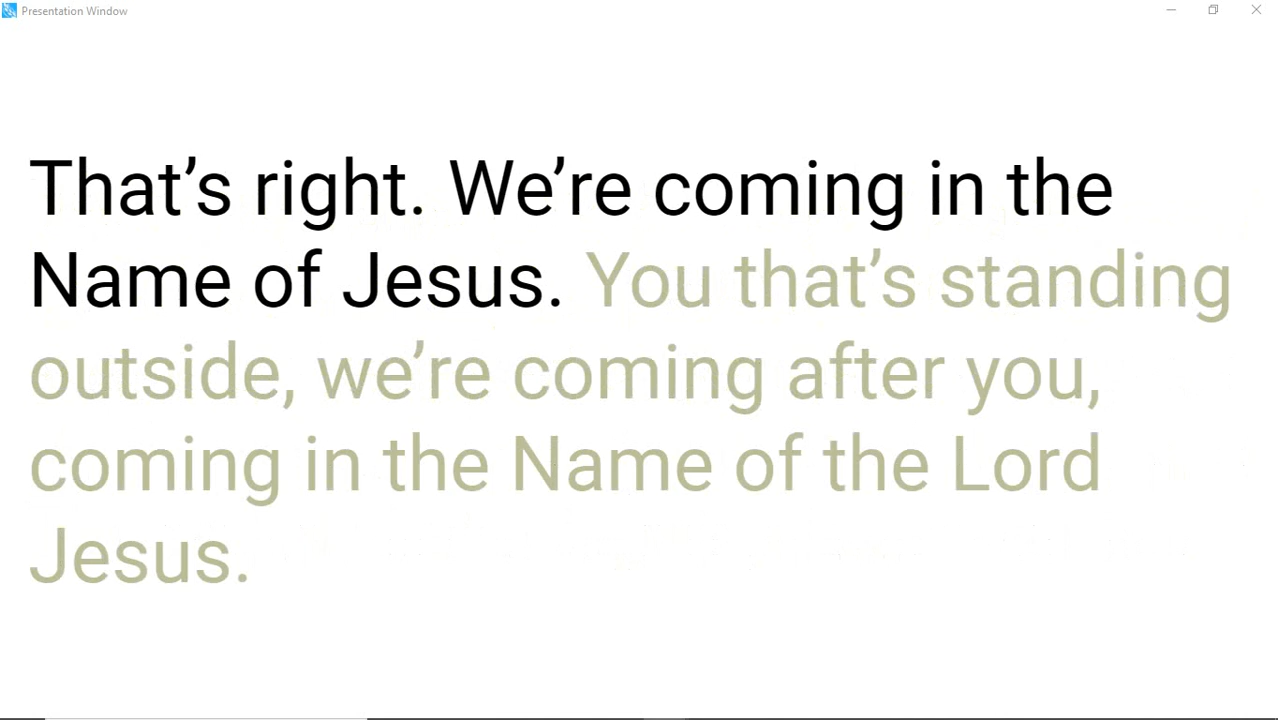 Presentation Window
That’s right. We’re coming in the
Name of Jesus. You that’s standing
outside, we’re coming after you,
coming in the Name of the Lord
Jesus.